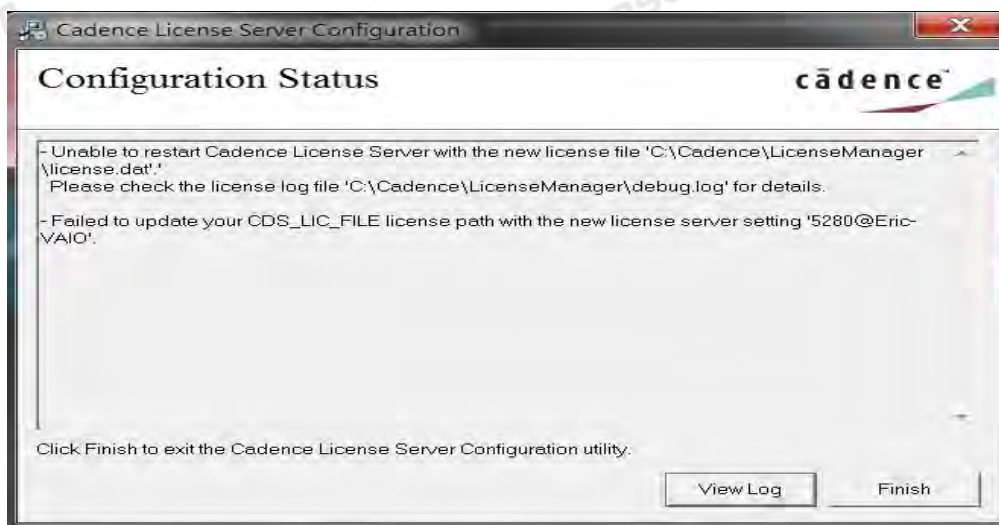 Cadence License Server Configuration
Configuration Status
cādence™
- Unable to restart Cadence License Server with the new license file 'C:\Cadence\LicenseManager
\license.dat'.'
Please check the license log file 'C:\Cadence\LicenseManager\debug.log' for details.
- Failed to update your CDS_LIC_FILE license path with the new license server setting '5280@Eric-
VAIO'.
Click Finish to exit the Cadence License Server Configuration utility.
View Log
Finish